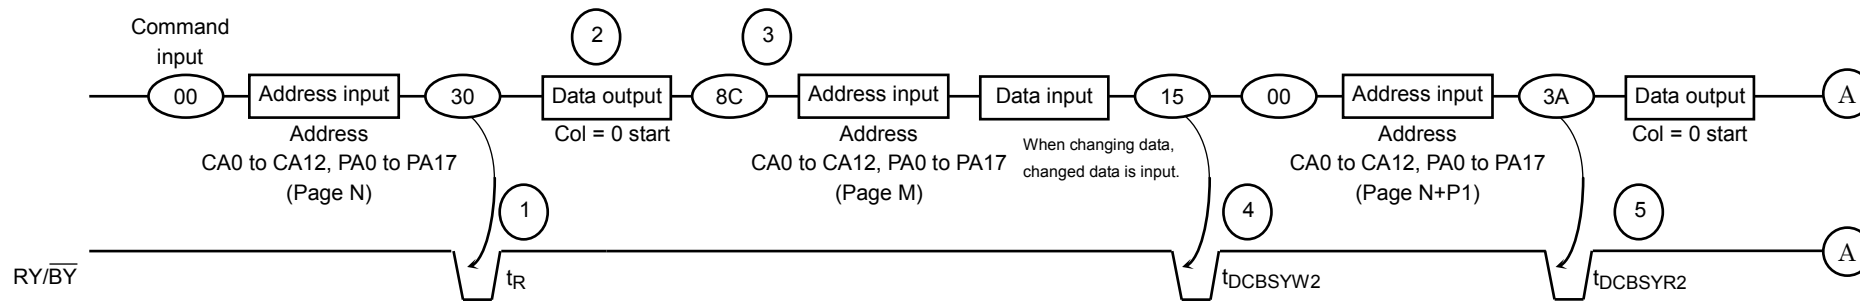 Command
input
2
3
00
Address input
30
Data output
8C
Address input
Data input
15
00
Address input
3A
Data output
A
Address
CA0 to CA12, PA0 to PA17
(Page N)
Col = 0 start
Address
CA0 to CA12, PA0 to PA17
(Page M)
When changing data,
changed data is input.
Address
CA0 to CA12, PA0 to PA17
(Page N+P1)
Col = 0 start
1
4
5
RY/BY
tR
tDCBSYW2
tDCBSYR2
A